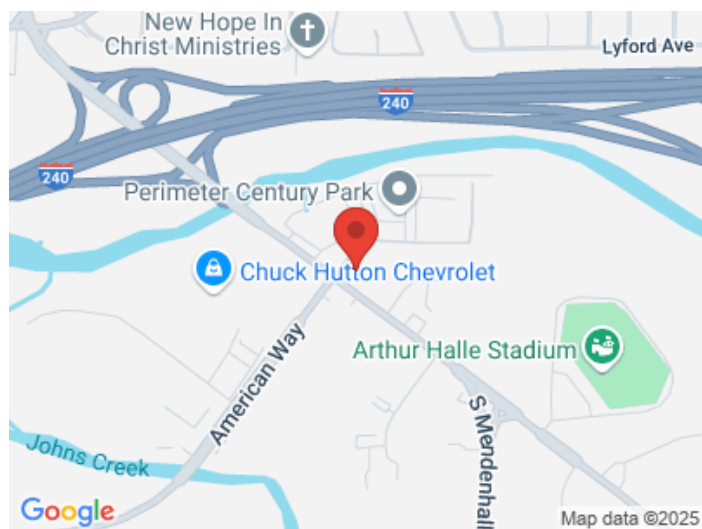 New Hope In
Christ Ministries
Lyford Ave
240
240
Perimeter Century Park
Chuck Hutton Chevrolet
Arthur Halle Stadium
American Way
S Mendenhall
Johns Creek
Google
Map data ©2025